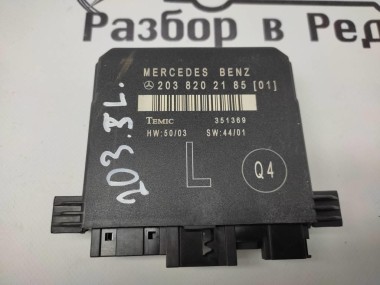 Разбор в Ред
MERCEDES BENZ
203 820 21 85 [01]
TEMIC 351369
HW:50/03 SW:44/01
L
Q4
203. L.